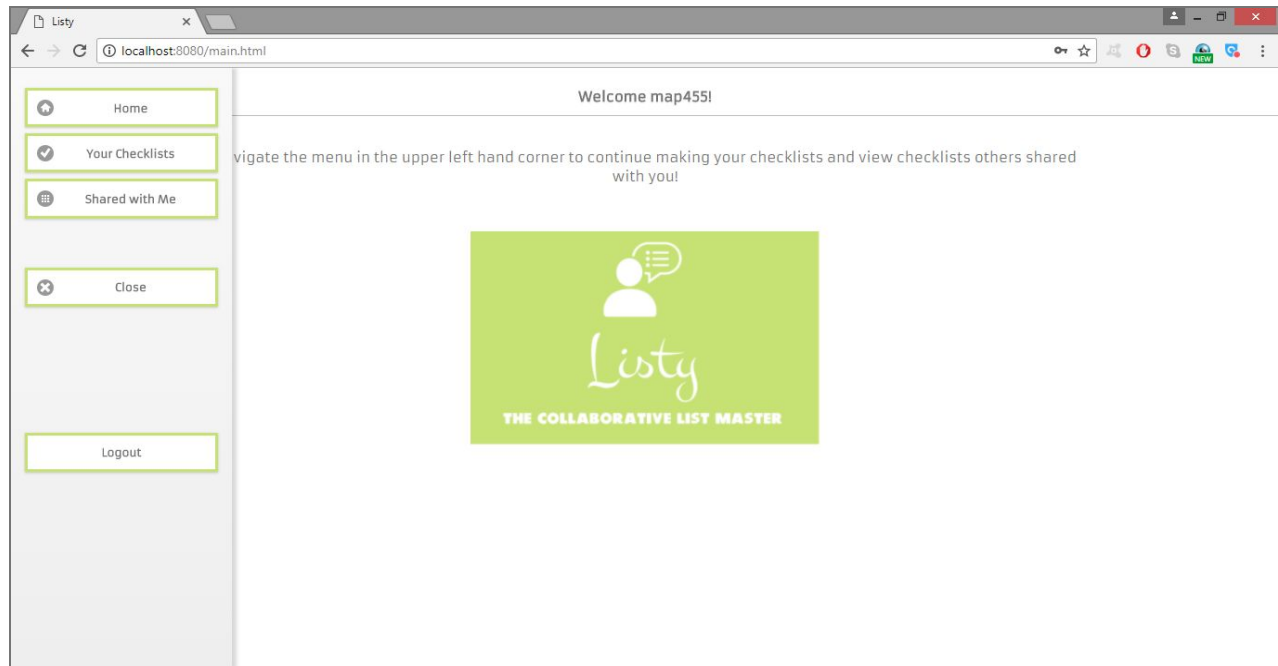 Listy
localhost:8080/main.html
NEW
Home
Your Checklists
Shared with Me
Close
Logout
Welcome map455!
vigate the menu in the upper left hand corner to continue making your checklists and view checklists others shared
with you!
Listy
THE COLLABORATIVE LIST MASTER